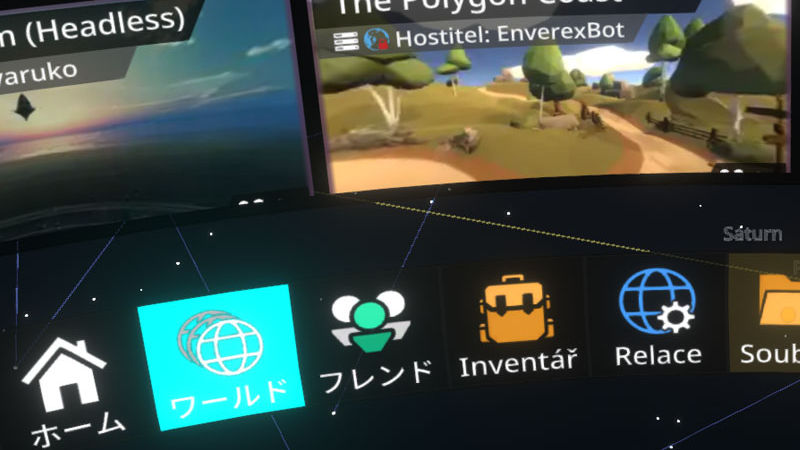 (Headless)
aruko
The Polygon Coast
Hostitel: EnverexBot
Saturn
ホーム
ワールド
フレンド
Inventář
Relace
Soub